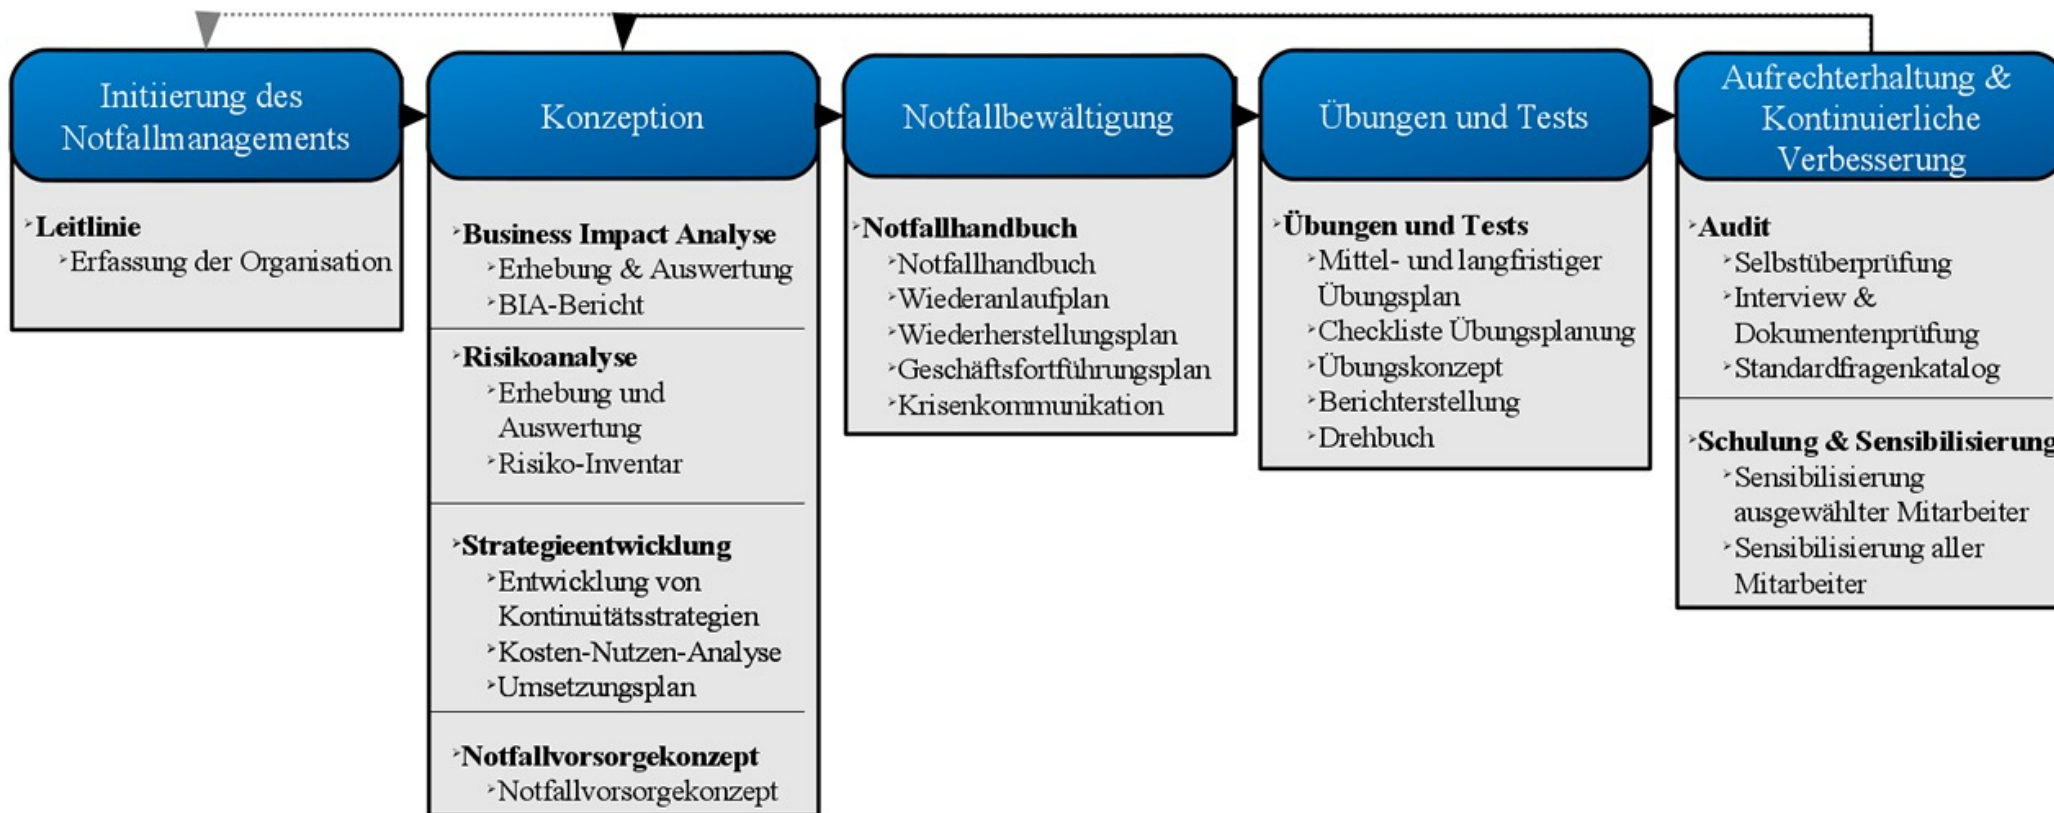 Initiierung des
Notfallmanagements
Leitlinie
Erfassung der Organisation
Konzeption
Business Impact Analyse
Erhebung & Auswertung
BIA-Bericht
Risikoanalyse
Erhebung und
Auswertung
Risiko-Inventar
Strategieentwicklung
Entwicklung von
Kontinuitätsstrategien
Kosten-Nutzen-Analyse
Umsetzungsplan
Notfallvorsorgekonzept
Notfallvorsorgekonzept
Notfallbewältigung
Notfallhandbuch
Notfallhandbuch
Wiederanlaufplan
Wiederherstellungsplan
Geschäftsfortführungsplan
Krisenkommunikation
Übungen und Tests
Übungen und Tests
Mittel- und langfristiger
Übungsplan
Checkliste Übungsplanung
Übungskonzept
Berichterstellung
Drehbuch
Aufrechterhaltung &
Kontinuierliche
Verbesserung
Audit
Selbstüberprüfung
Interview &
Dokumentenprüfung
Standardfragenkatalog
Schulung & Sensibilisierung
Sensibilisierung
ausgewählter Mitarbeiter
Sensibilisierung aller
Mitarbeiter